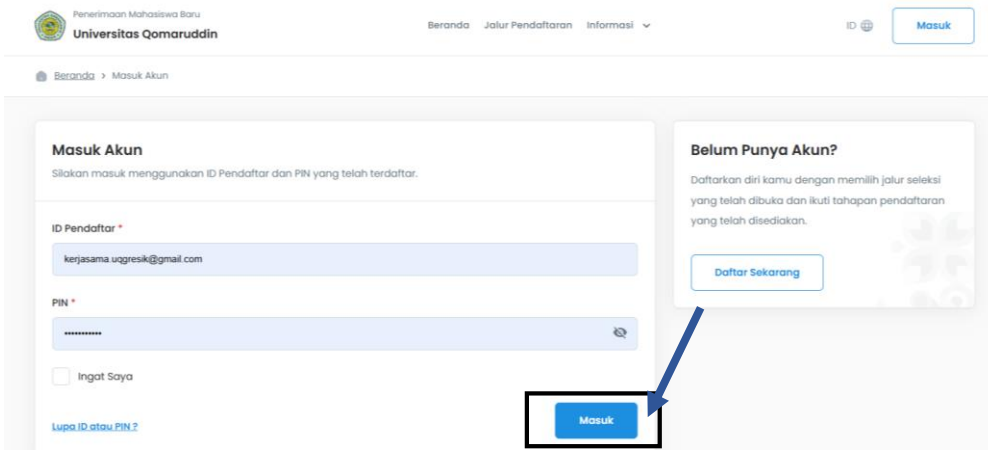 Penerimaan Mahasiswa Baru
Universitas Qomaruddin
Beranda Jalur Pendaftaran Informasi
ID
Masuk
Beranda > Masuk Akun
Masuk Akun
Silakan masuk menggunakan ID Pendaftar dan PIN yang telah terdaftar.
ID Pendaftar *
kerjasama.uqgresik@gmail.com
PIN *
•••••••••••
Ingat Saya
Lupa ID atau PIN ?
Masuk
Belum Punya Akun?
Daftarkan diri kamu dengan memilih jalur seleksi
yang telah dibuka dan ikuti tahapan pendaftaran
yang telah disediakan.
Daftar Sekarang